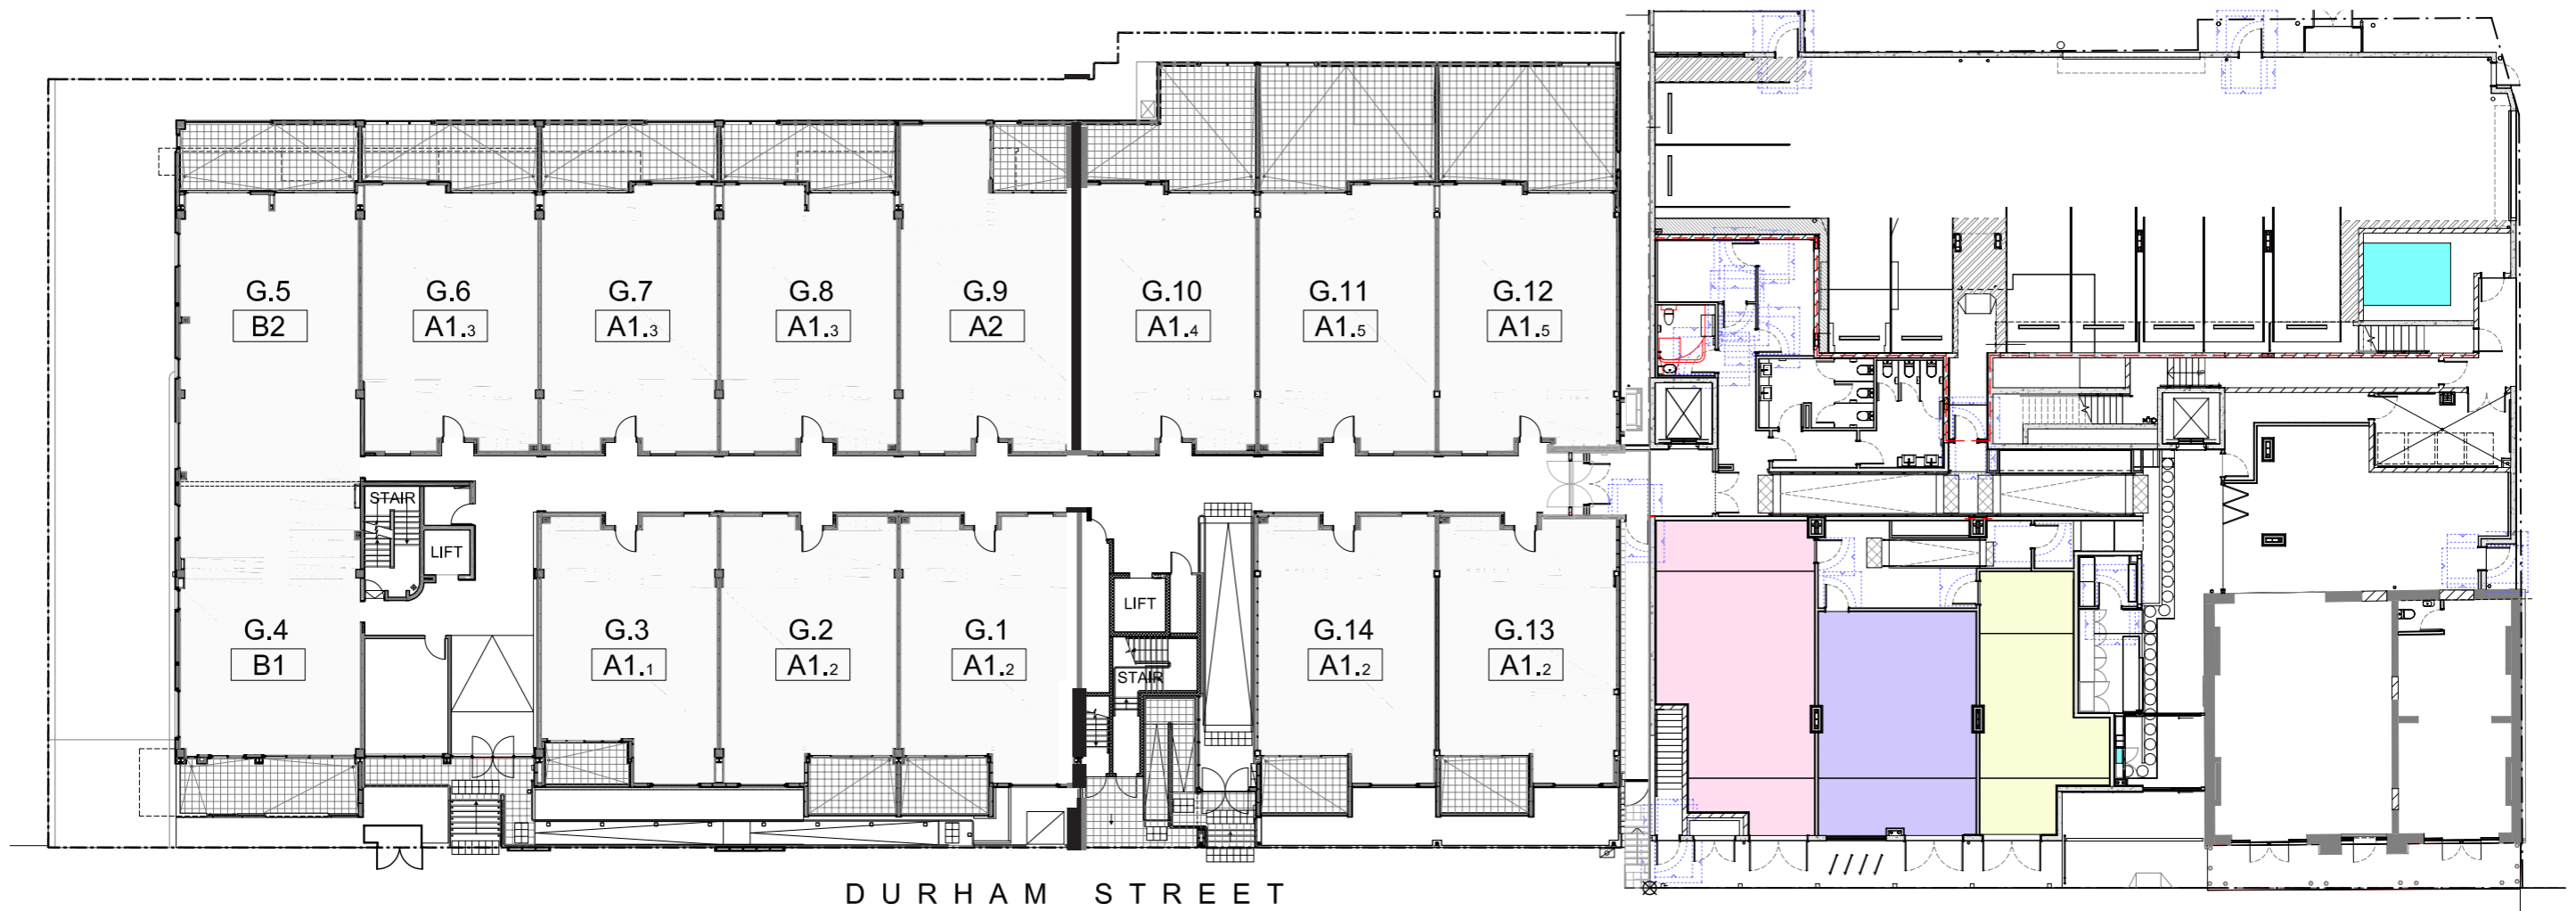 G.5
B2
G.6
A1.3
G.7
A1.3
G.8
A1.3
G.9
A2
G.10
A1.4
G.11
A1.5
G.12
A1.5
STAIR
LIFT
G.4
B1
G.3
A1.1
G.2
A1.2
G.1
A1.2
LIFT
STAIR
G.14
A1.2
G.13
A1.2
DURHAM STREET